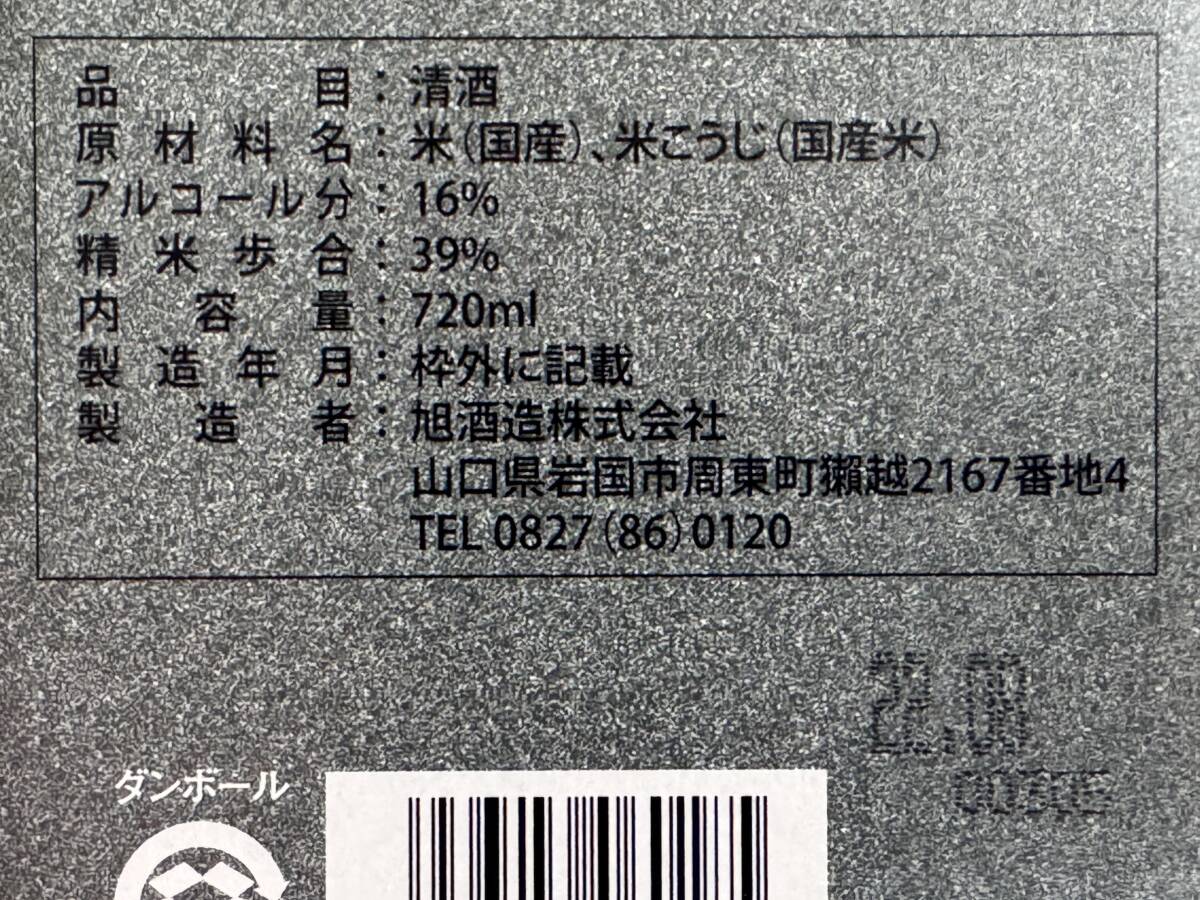 品目：清酒
原材料名：米（国産）、米こうじ（国産米）
アルコール分：16%
精米歩合：39%
内容量：720ml
製造年月：枠外に記載
製造者：旭酒造株式会社
山口県岩国市周東町獺越2167番地4
TEL 0827（86）0120
ダンボール